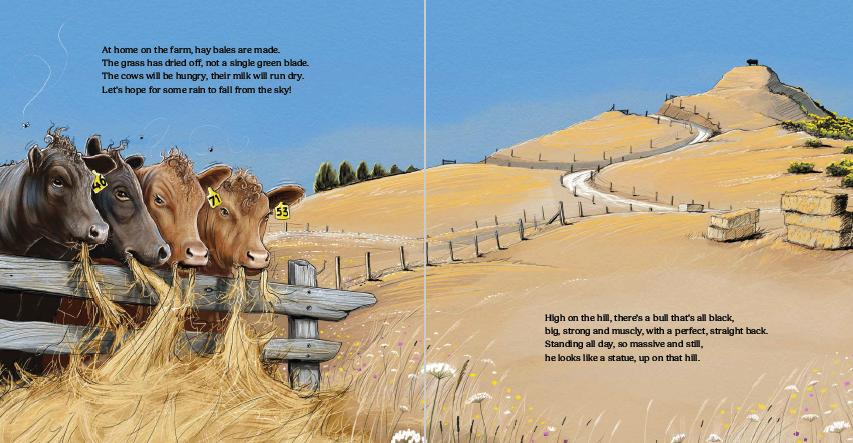 At home on the farm, hay bales are made.
The grass has dried off, not a single green blade.
The cows will be hungry, their milk will run dry.
Let's hope for some rain to fall from the sky!
71
53
High on the hill, there's a bull that's all black,
big, strong and muscly, with a perfect, straight back.
Standing all day, so massive and still,
he looks like a statue, up on that hill.